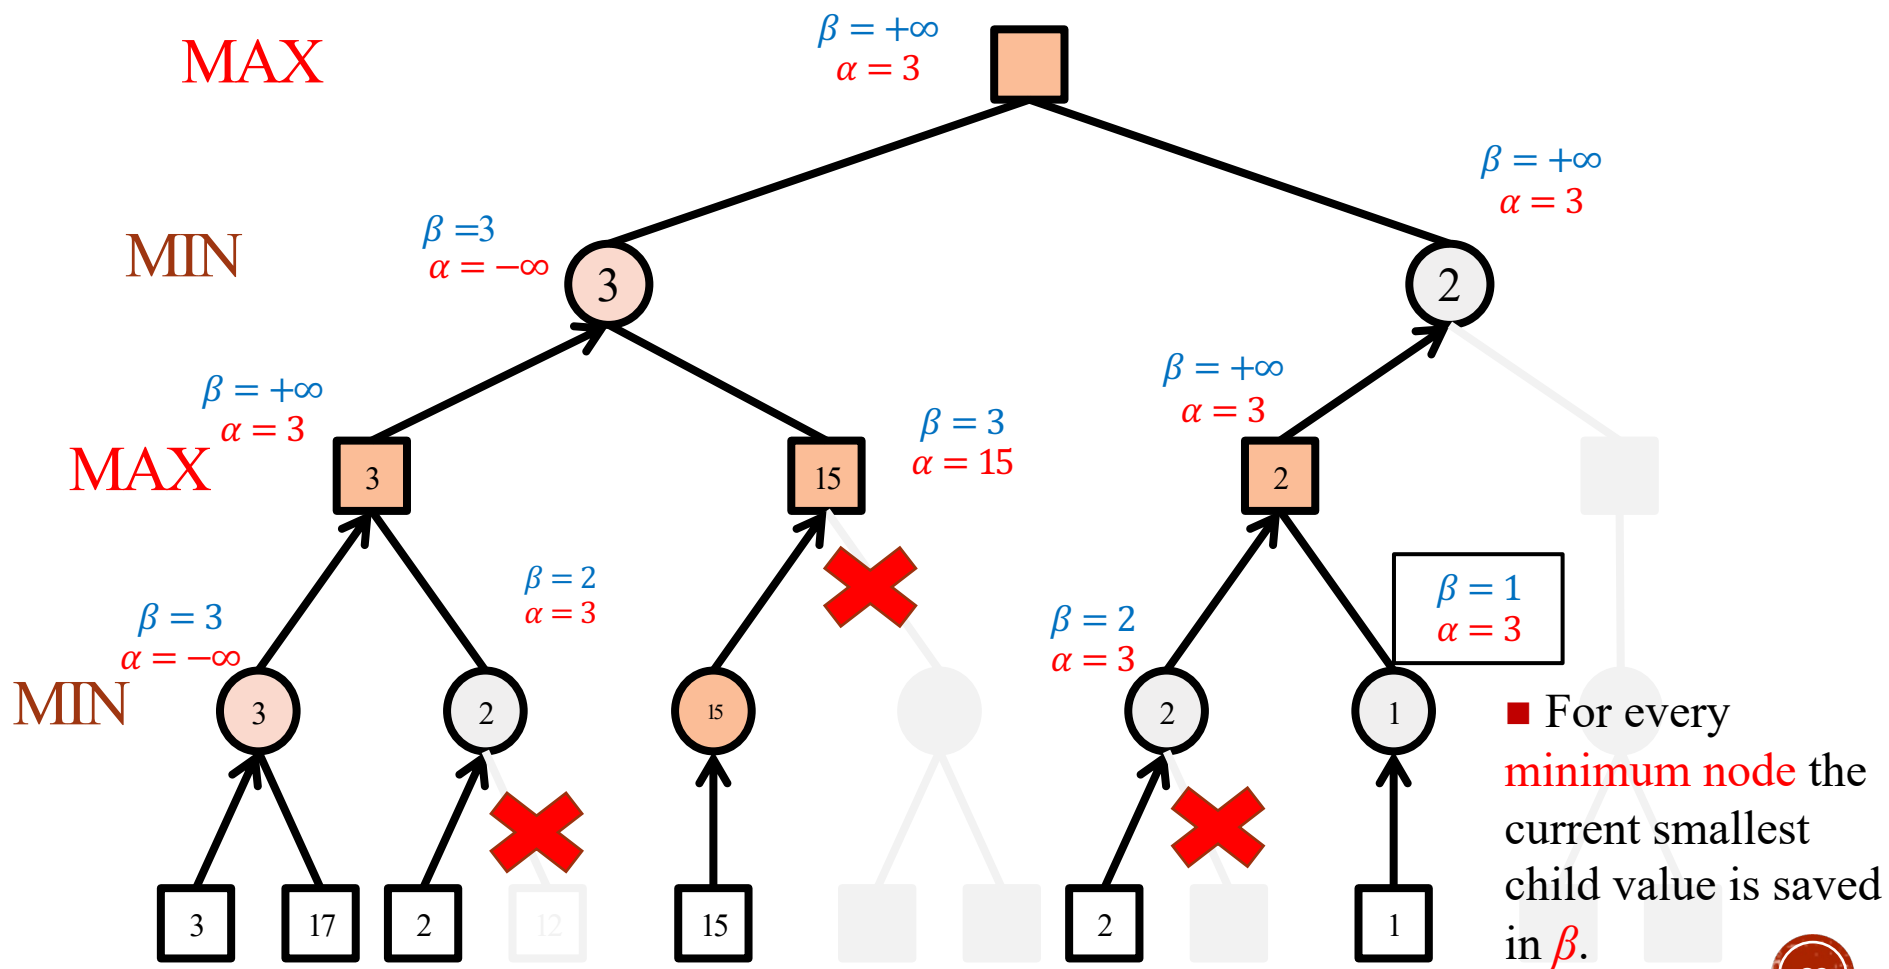 β = +∞
MAX
α = 3
β = +∞
α = 3
β =3
MIN
α = −∞
3
2
β = +∞
α = 3
β = +∞
α = 3
β = 3
α = 15
MAX
3
15
2
β = 2
α = 3
β = 1
α = 3
β = 3
α = −∞
β = 2
α = 3
MIN
3
2
15
2
1
■ For every
minimum node the
current smallest
child value is saved
in β.
3
17
2
12
15
2
1